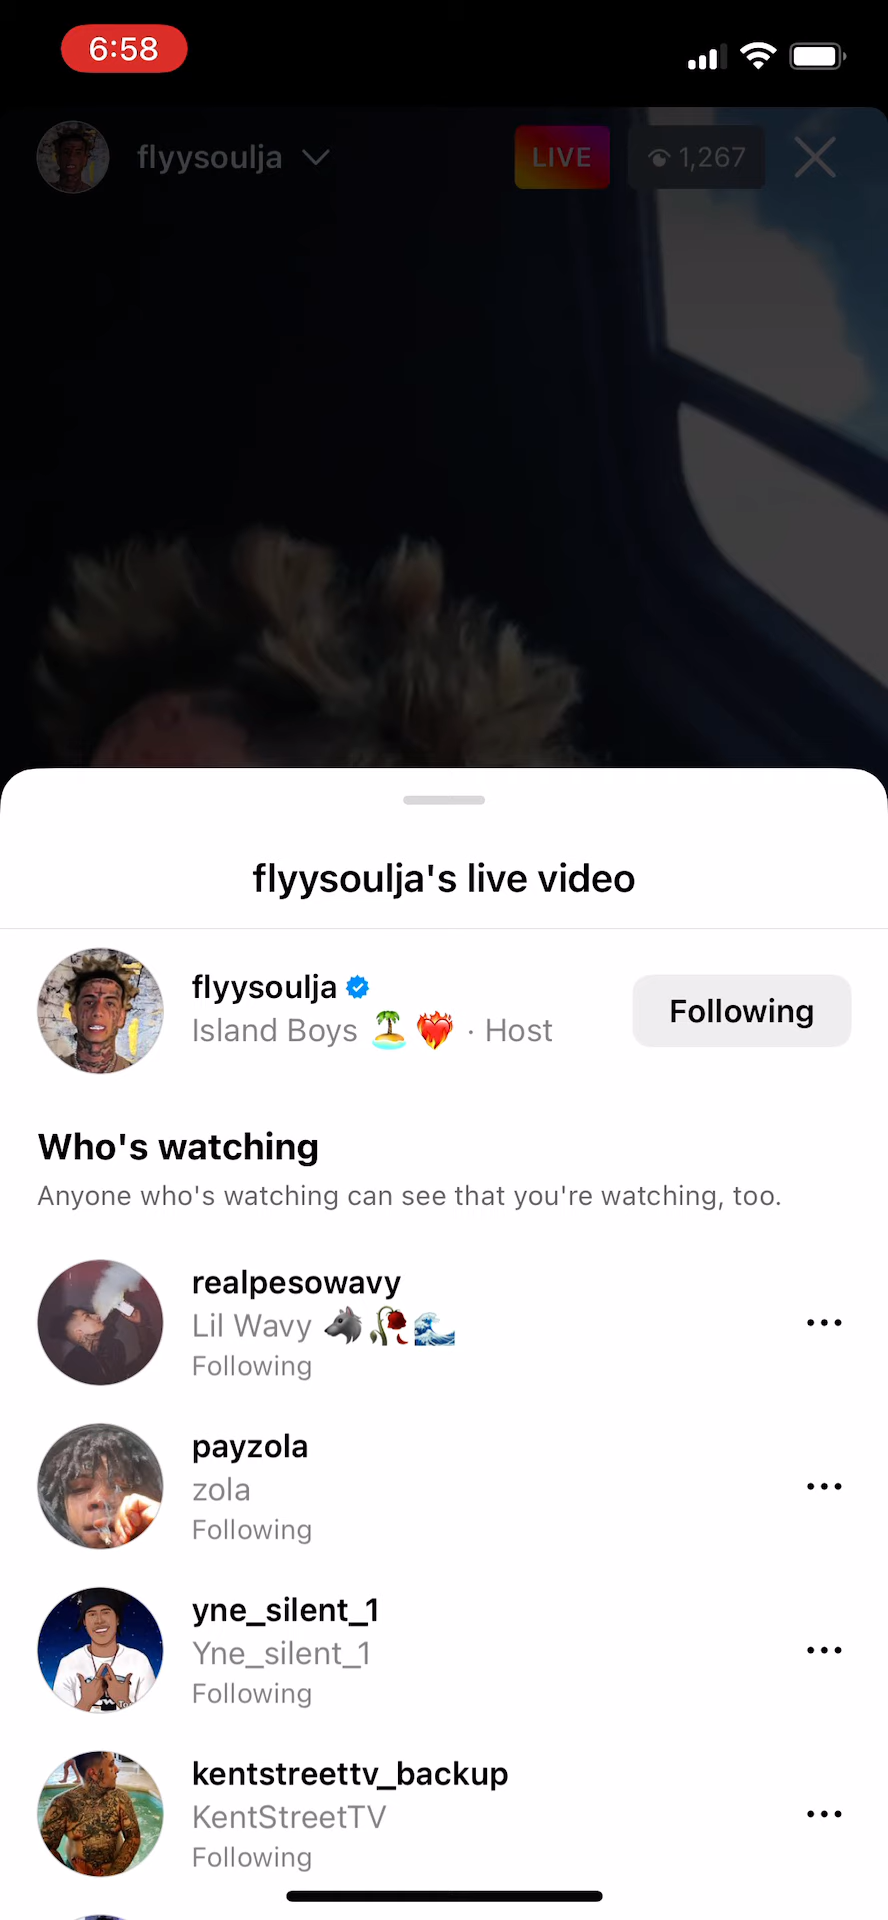 6:58
flyysoulja
LIVE
1,267
flyysoulja's live video
flyysoulja
Island Boys 🏝️ ❤️‍🔥 · Host
Following
Who's watching
Anyone who's watching can see that you're watching, too.
realpesowavy
Lil Wavy 🐺🥀🌊
Following
payzola
zola
Following
yne_silent_1
Yne_silent_1
Following
kentstreettv_backup
KentStreetTV
Following